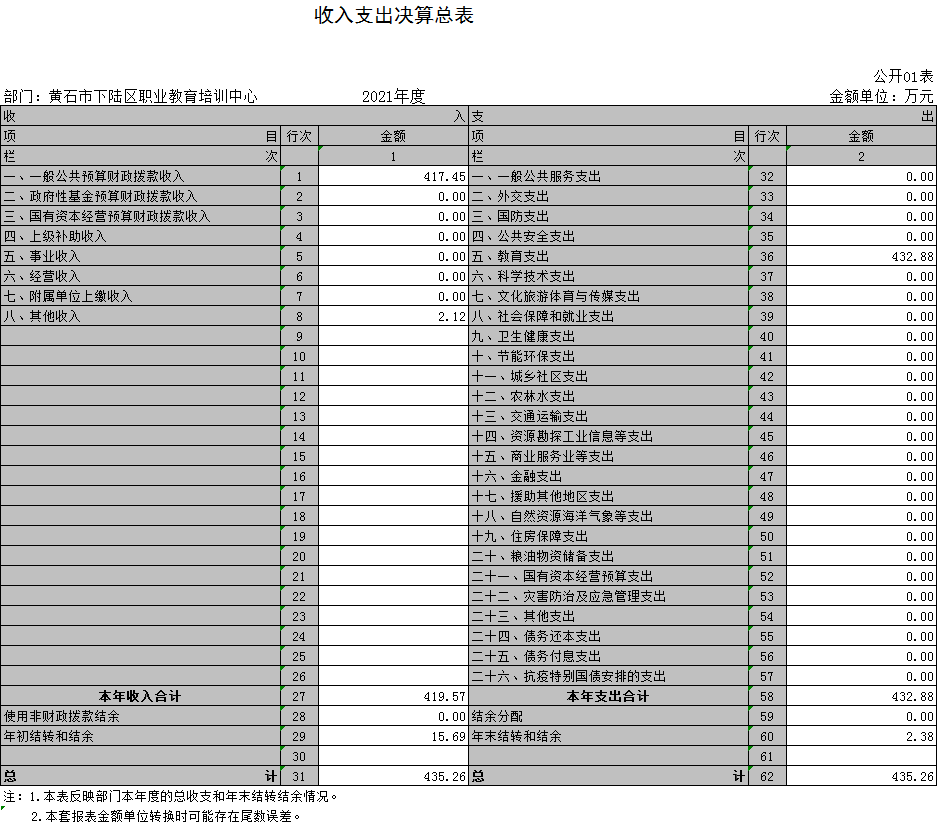 收入支出决算总表
公开01表
部门：黄石市下陆区职业教育培训中心 2021年度 金额单位：万元
收 入 支 出
项 目 行次 金额 项 目 行次 金额
栏 次 1 栏 次 2
一、一般公共预算财政拨款收入 1 417.45 一、一般公共服务支出 32 0.00
二、政府性基金预算财政拨款收入 2 0.00 二、外交支出 33 0.00
三、国有资本经营预算财政拨款收入 3 0.00 三、国防支出 34 0.00
四、上级补助收入 4 0.00 四、公共安全支出 35 0.00
五、事业收入 5 0.00 五、教育支出 36 432.88
六、经营收入 6 0.00 六、科学技术支出 37 0.00
七、附属单位上缴收入 7 0.00 七、文化旅游体育与传媒支出 38 0.00
八、其他收入 8 2.12 八、社会保障和就业支出 39 0.00
9 九、卫生健康支出 40 0.00
10 十、节能环保支出 41 0.00
11 十一、城乡社区支出 42 0.00
12 十二、农林水支出 43 0.00
13 十三、交通运输支出 44 0.00
14 十四、资源勘探工业信息等支出 45 0.00
15 十五、商业服务业等支出 46 0.00
16 十六、金融支出 47 0.00
17 十七、援助其他地区支出 48 0.00
18 十八、自然资源海洋气象等支出 49 0.00
19 十九、住房保障支出 50 0.00
20 二十、粮油物资储备支出 51 0.00
21 二十一、国有资本经营预算支出 52 0.00
22 二十二、灾害防治及应急管理支出 53 0.00
23 二十三、其他支出 54 0.00
24 二十四、债务还本支出 55 0.00
25 二十五、债务付息支出 56 0.00
26 二十六、抗疫特别国债安排的支出 57 0.00
本年收入合计 27 419.57 本年支出合计 58 432.88
使用非财政拨款结余 28 0.00 结余分配 59 0.00
年初结转和结余 29 15.69 年末结转和结余 60 2.38
30 61
总 计 31 435.26 总 计 62 435.26
注：1.本表反映部门本年度的总收支和年末结转结余情况。
2.本套报表金额单位转换时可能存在尾数误差。